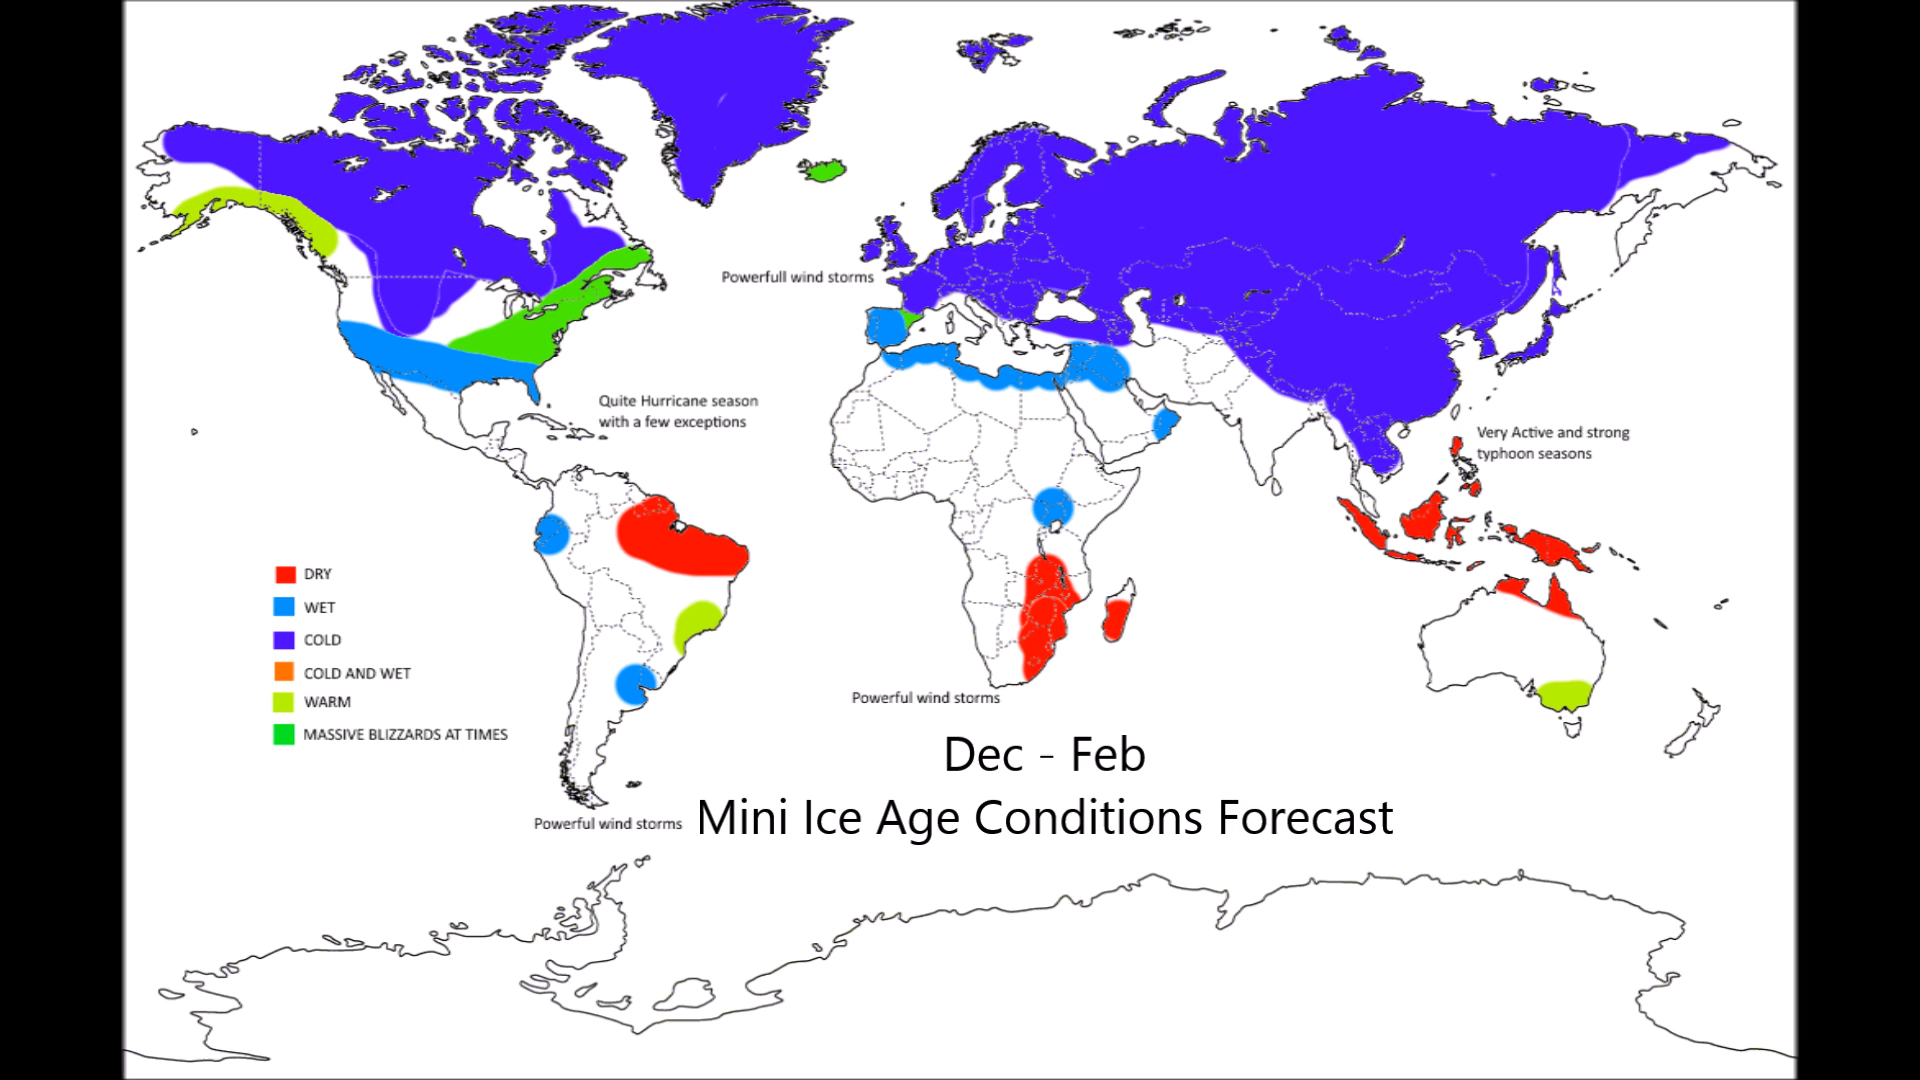 Powerfull wind storms
Quite Hurricane season
with a few exceptions
Very Active and strong
typhoon seasons
DRY
WET
COLD
COLD AND WET
WARM
MASSIVE BLIZZARDS AT TIMES
Powerful wind storms
Dec - Feb
Powerful wind storms
Mini Ice Age Conditions Forecast